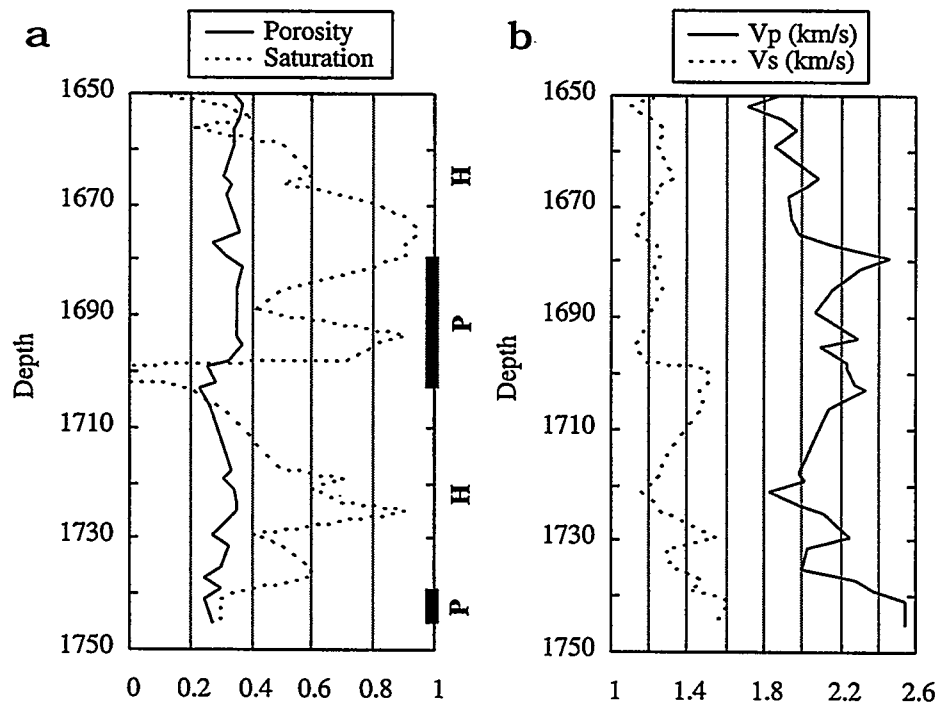 a
Porosity
Saturation
1650
1670
1690
1710
1730
1750
Depth
0 0.2 0.4 0.6 0.8 1
H
P
H
P
b
Vp (km/s)
Vs (km/s)
1650
1670
1690
1710
1730
1750
Depth
1 1.4 1.8 2.2 2.6